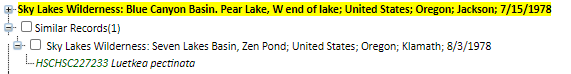 Sky Lakes Wilderness: Blue Canyon Basin. Pear Lake, W end of lake; United States; Oregon; Jackson; 7/15/1978
Similar Records(1)
Sky Lakes Wilderness: Seven Lakes Basin, Zen Pond; United States; Oregon; Klamath; 8/3/1978
HSCHSC227233 Luetkea pectinata